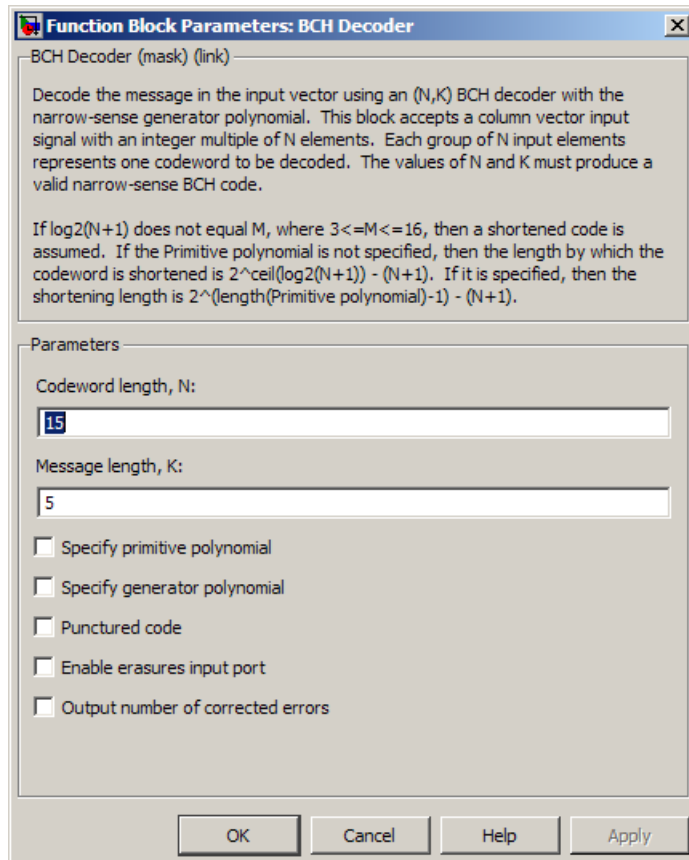 Function Block Parameters: BCH Decoder
BCH Decoder (mask) (link)
Decode the message in the input vector using an (N,K) BCH decoder with the
narrow-sense generator polynomial.  This block accepts a column vector input
signal with an integer multiple of N elements.  Each group of N input elements
represents one codeword to be decoded.  The values of N and K must produce a
valid narrow-sense BCH code.
If log2(N+1) does not equal M, where 3<=M<=16, then a shortened code is
assumed.  If the Primitive polynomial is not specified, then the length by which the
codeword is shortened is 2^ceil(log2(N+1)) - (N+1).  If it is specified, then the
shortening length is 2^(length(Primitive polynomial)-1) - (N+1).
Parameters
Codeword length, N:
15
Message length, K:
5
Specify primitive polynomial
Specify generator polynomial
Punctured code
Enable erasures input port
Output number of corrected errors
OK Cancel Help Apply